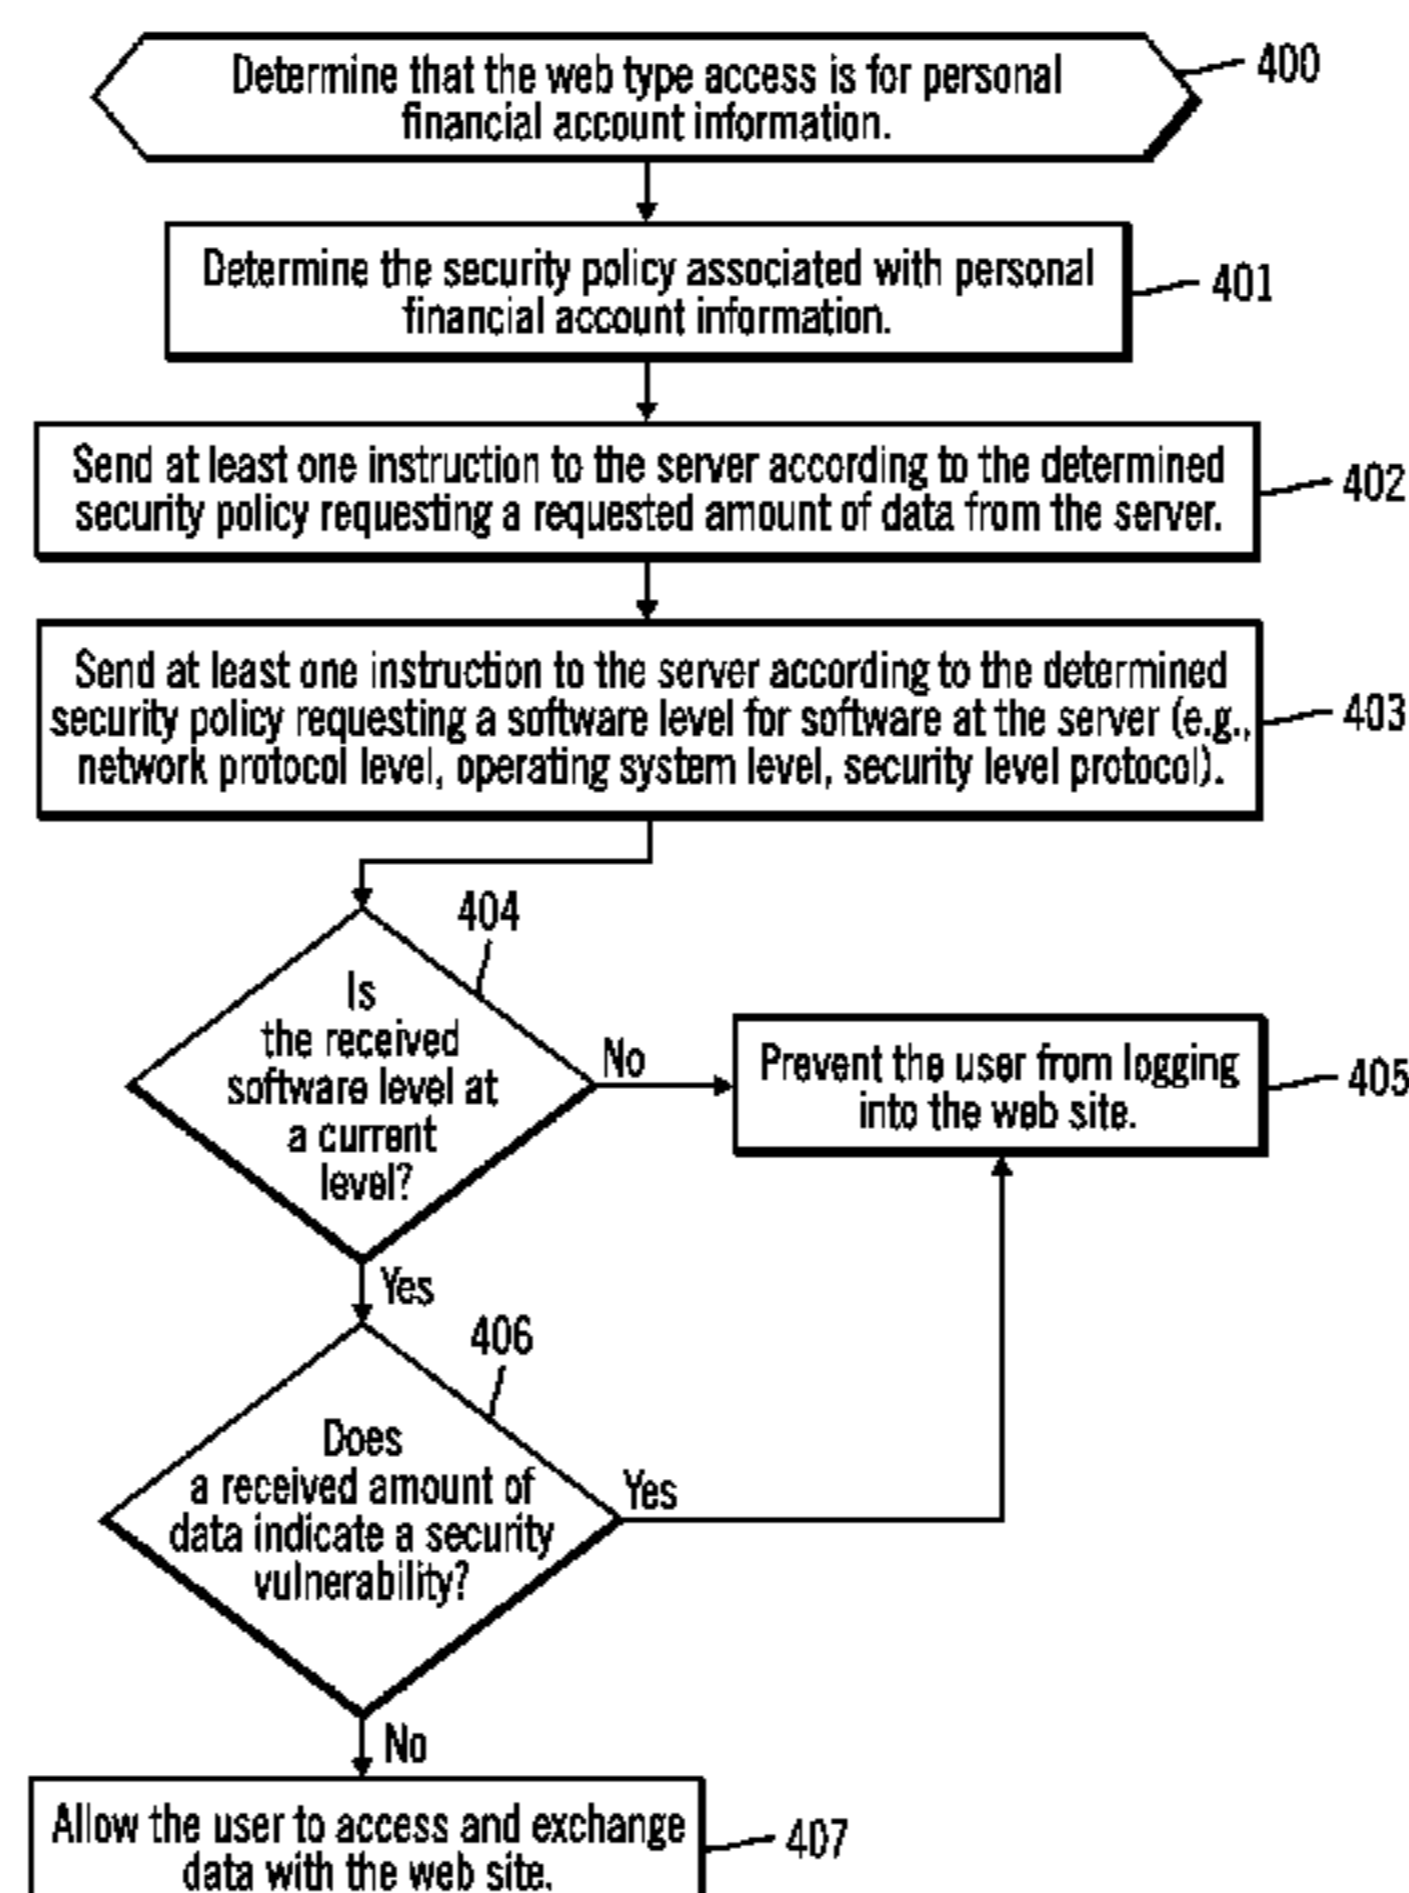 Determine that the web type access is for personal
financial account information.
400
Determine the security policy associated with personal
financial account information.
401
Send at least one instruction to the server according to the determined
security policy requesting a requested amount of data from the server.
402
Send at least one instruction to the server according to the determined
security policy requesting a software level for software at the server (e.g.,
network protocol level, operating system level, security level protocol).
403
404
Is
the received
software level at
a current
level?
No
Prevent the user from logging
into the web site.
405
Yes
406
Does
a received amount of
data indicate a security
vulnerability?
Yes
No
Allow the user to access and exchange
data with the web site.
407